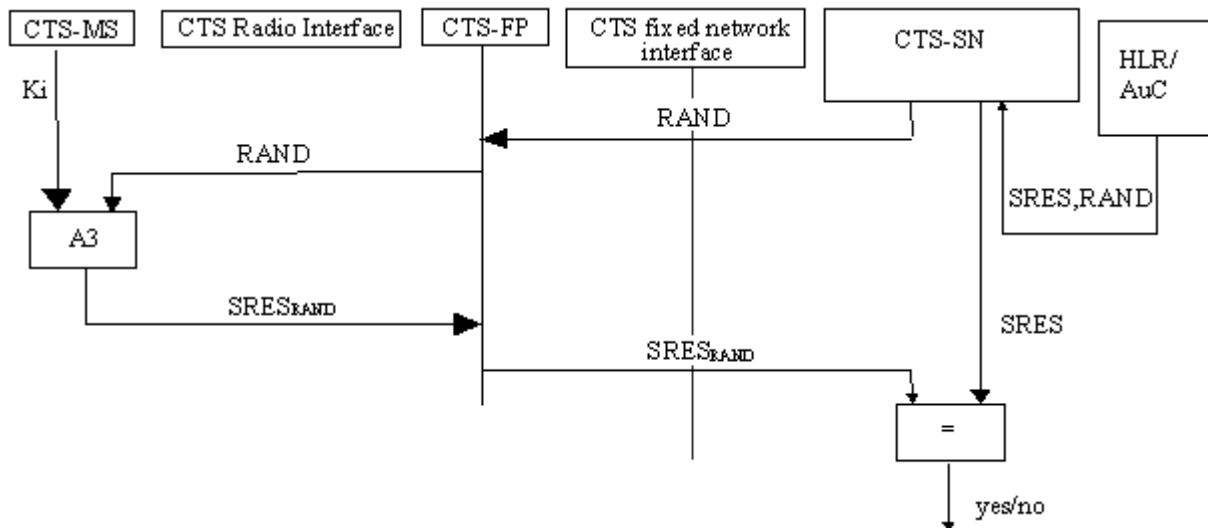 CTS-MS
CTS Radio Interface
CTS-FP
CTS fixed network
interface
CTS-SN
HLR/
AuC
Ki
RAND
RAND
SRES,RAND
A3
SRESRAND
SRES
SRESRAND
=
yes/no